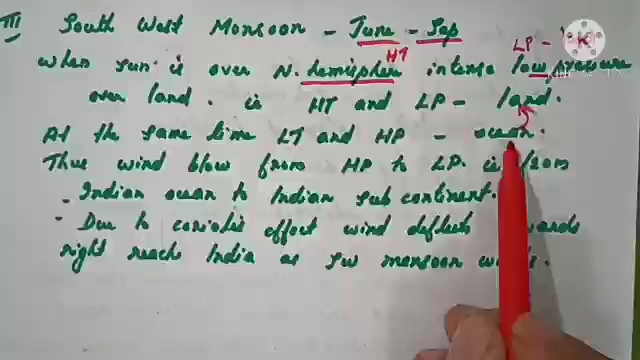 III South West Monsoon - June - Sep
When sun is over N. hemisphere HT intense low pressure LP -
over land. ie HT and LP - land.
At the same time LT and HP - ocean.
Thus wind blow from HP to LP ie from
- Indian ocean to Indian sub continent.
- Due to coriolis effect wind deflects
right reach India as SW monsoon